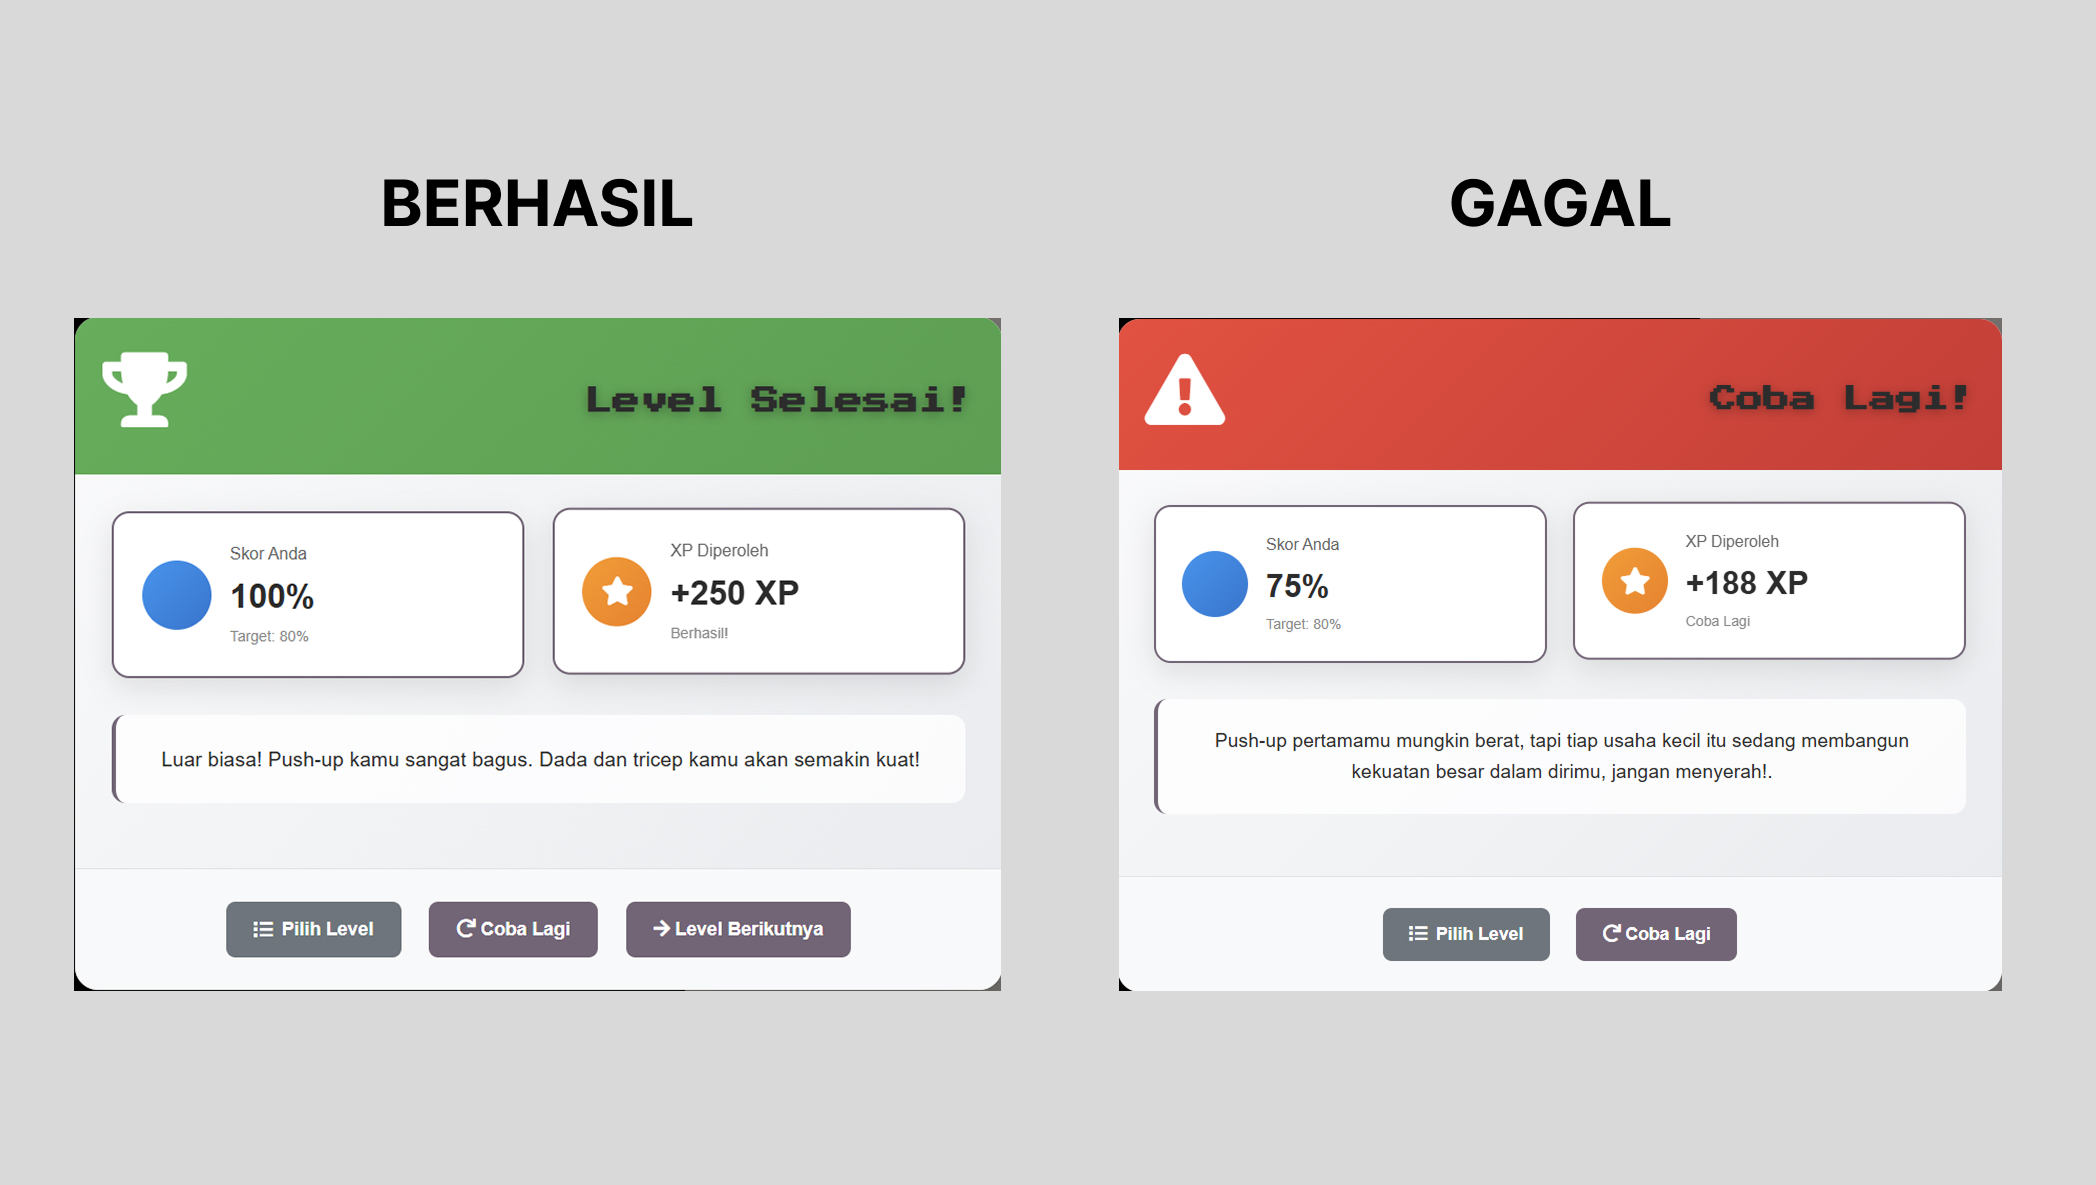 BERHASIL
Level Selesai!
Skor Anda
100%
Target: 80%
XP Diperoleh
+250 XP
Berhasil!
Luar biasa! Push-up kamu sangat bagus. Dada dan tricep kamu akan semakin kuat!
Pilih Level
Coba Lagi
Level Berikutnya
GAGAL
Coba Lagi!
Skor Anda
75%
Target: 80%
XP Diperoleh
+188 XP
Coba Lagi
Push-up pertamamu mungkin berat, tapi tiap usaha kecil itu sedang membangun
kekuatan besar dalam dirimu, jangan menyerah!.
Pilih Level
Coba Lagi